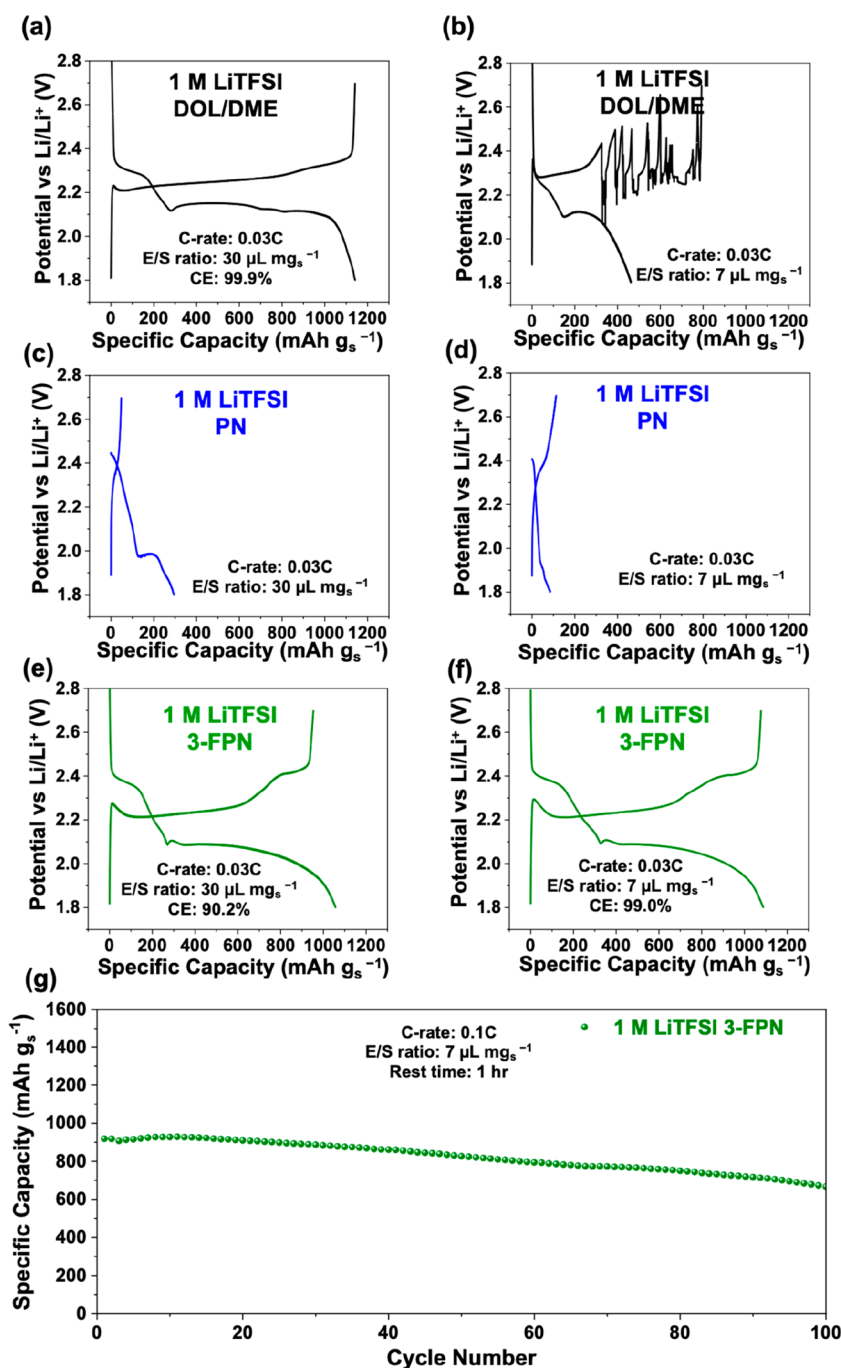 (a)
2.8
2.6
2.4
2.2
2.0
1.8
Potential vs Li/Li⁺ (V)
1 M LiTFSI
DOL/DME
C-rate: 0.03C
E/S ratio: 30 µL mgₛ⁻¹
CE: 99.9%
0 200 400 600 800 1000 1200
Specific Capacity (mAh gₛ⁻¹)
(b)
2.8
2.6
2.4
2.2
2.0
1.8
Potential vs Li/Li⁺ (V)
1 M LiTFSI
DOL/DME
C-rate: 0.03C
E/S ratio: 7 µL mgₛ⁻¹
0 200 400 600 800 1000 1200
Specific Capacity (mAh gₛ⁻¹)
(c)
2.8
2.6
2.4
2.2
2.0
1.8
Potential vs Li/Li⁺ (V)
1 M LiTFSI
PN
C-rate: 0.03C
E/S ratio: 30 µL mgₛ⁻¹
0 200 400 600 800 1000 1200
Specific Capacity (mAh gₛ⁻¹)
(d)
2.8
2.6
2.4
2.2
2.0
1.8
Potential vs Li/Li⁺ (V)
1 M LiTFSI
PN
C-rate: 0.03C
E/S ratio: 7 µL mgₛ⁻¹
0 200 400 600 800 1000 1200
Specific Capacity (mAh gₛ⁻¹)
(e)
2.8
2.6
2.4
2.2
2.0
1.8
Potential vs Li/Li⁺ (V)
1 M LiTFSI
3-FPN
C-rate: 0.03C
E/S ratio: 30 µL mgₛ⁻¹
CE: 90.2%
0 200 400 600 800 1000 1200
Specific Capacity (mAh gₛ⁻¹)
(f)
2.8
2.6
2.4
2.2
2.0
1.8
Potential vs Li/Li⁺ (V)
1 M LiTFSI
3-FPN
C-rate: 0.03C
E/S ratio: 7 µL mgₛ⁻¹
CE: 99.0%
0 200 400 600 800 1000 1200
Specific Capacity (mAh gₛ⁻¹)
(g)
1600
1400
1200
1000
800
600
400
200
0
Specific Capacity (mAh gₛ⁻¹)
C-rate: 0.1C
E/S ratio: 7 µL mgₛ⁻¹
Rest time: 1 hr
1 M LiTFSI 3-FPN
0 20 40 60 80 100
Cycle Number